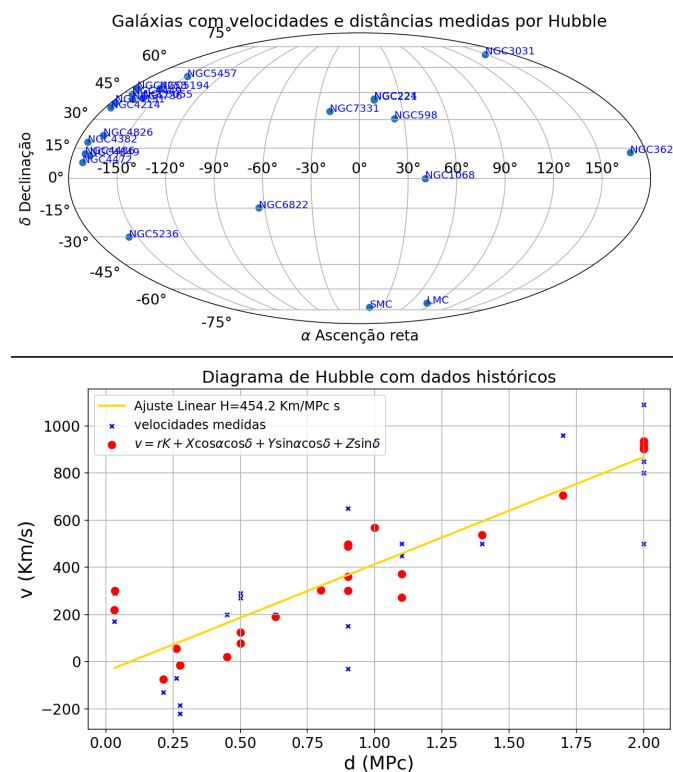 Galáxias com velocidades e distâncias medidas por Hubble
75°
60°
45°
30°
15°
0°
-15°
-30°
-45°
-60°
-75°
-150° -120° -90° -60° -30° 0° 30° 60° 90° 120° 150°
NGC3031
NGC5457
NGC5194
NGC4214
NGC4826
NGC4382
NGC4472
NGC221
NGC7331
NGC598
NGC362
NGC1068
NGC6822
NGC5236
SMC
LMC
δ Declinação
α Ascenção reta
Diagrama de Hubble com dados históricos
Ajuste Linear H=454.2 Km/MPc s
velocidades medidas
v = rK + Xcosαcosδ + Ysinαcosδ + Zsinδ
1000
800
600
400
200
0
−200
v (Km/s)
0.00 0.25 0.50 0.75 1.00 1.25 1.50 1.75 2.00
d (MPc)